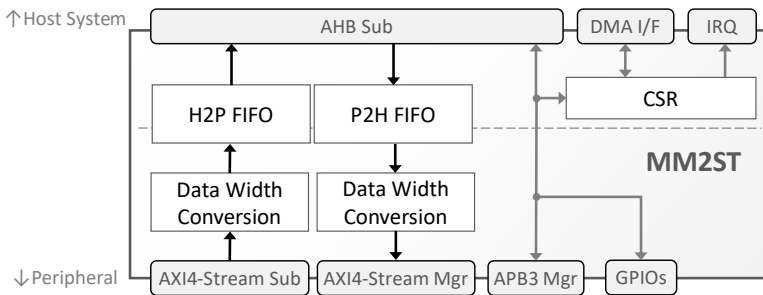 ↑Host System
AHB Sub
DMA I/F
IRQ
H2P FIFO
P2H FIFO
CSR
MM2ST
Data Width
Conversion
Data Width
Conversion
↓Peripheral
AXI4-Stream Sub
AXI4-Stream Mgr
APB3 Mgr
GPIOs